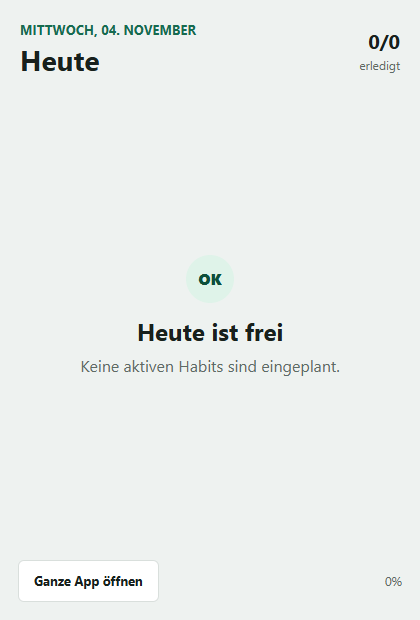 MITTWOCH, 04. NOVEMBER
Heute
0/0
erledigt
OK
Heute ist frei
Keine aktiven Habits sind eingeplant.
Ganze App öffnen
0%